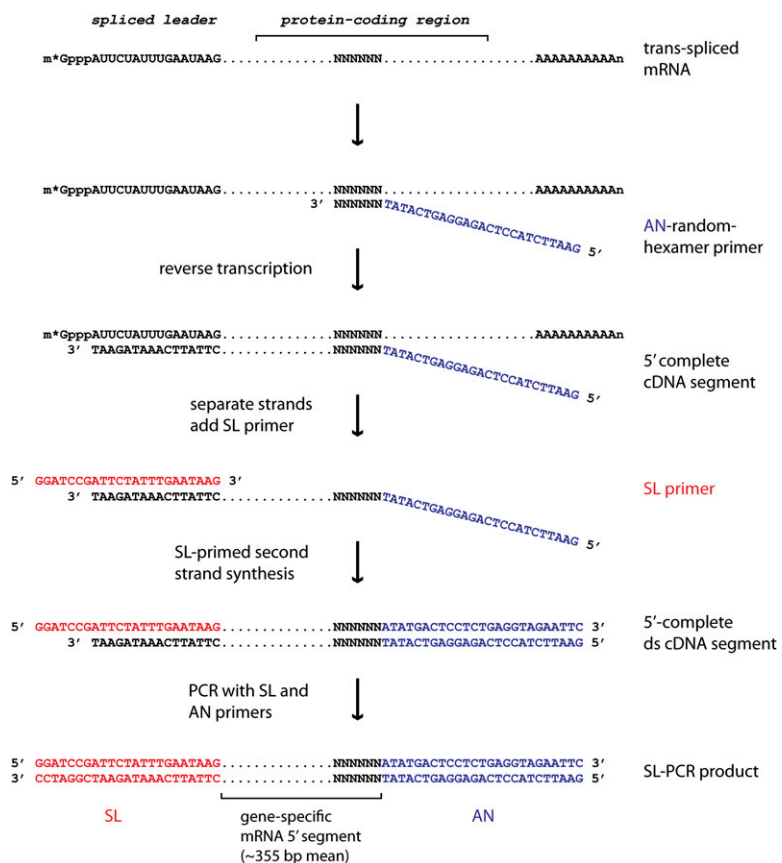 spliced leader protein-coding region
m*GpppAUUCUAUUUGAAUAAG..............NNNNNN...................AAAAAAAAAAn
trans-spliced
mRNA
m*GpppAUUCUAUUUGAAUAAG..............NNNNNN...................AAAAAAAAAAn
3’ NNNNNNTATACTGAGGAGACTCCATCTTAAG 5’
AN-random-
hexamer primer
reverse transcription
m*GpppAUUCUAUUUGAAUAAG..............NNNNNN...................AAAAAAAAAAn
3’ TAAGATAAACTTATTC..............NNNNNNTATACTGAGGAGACTCCATCTTAAG 5’
5’ complete
cDNA segment
separate strands
add SL primer
5’ GGATCCGATTCTATTTGAATAAG 3’
3’ TAAGATAAACTTATTC..............NNNNNNTATACTGAGGAGACTCCATCTTAAG 5’
SL primer
SL-primed second
strand synthesis
5’ GGATCCGATTCTATTTGAATAAG..............NNNNNNATATGACTCCTCTGAGGTAGAATTC 3’
3’ TAAGATAAACTTATTC..............NNNNNNTATACTGAGGAGACTCCATCTTAAG 5’
5’-complete
ds cDNA segment
PCR with SL and
AN primers
5’ GGATCCGATTCTATTTGAATAAG..............NNNNNNATATGACTCCTCTGAGGTAGAATTC 3’
3’ CCTAGGCTAAGATAAACTTATTC..............NNNNNNTATACTGAGGAGACTCCATCTTAAG 5’
SL-PCR product
SL
gene-specific
mRNA 5’ segment
(~355 bp mean)
AN